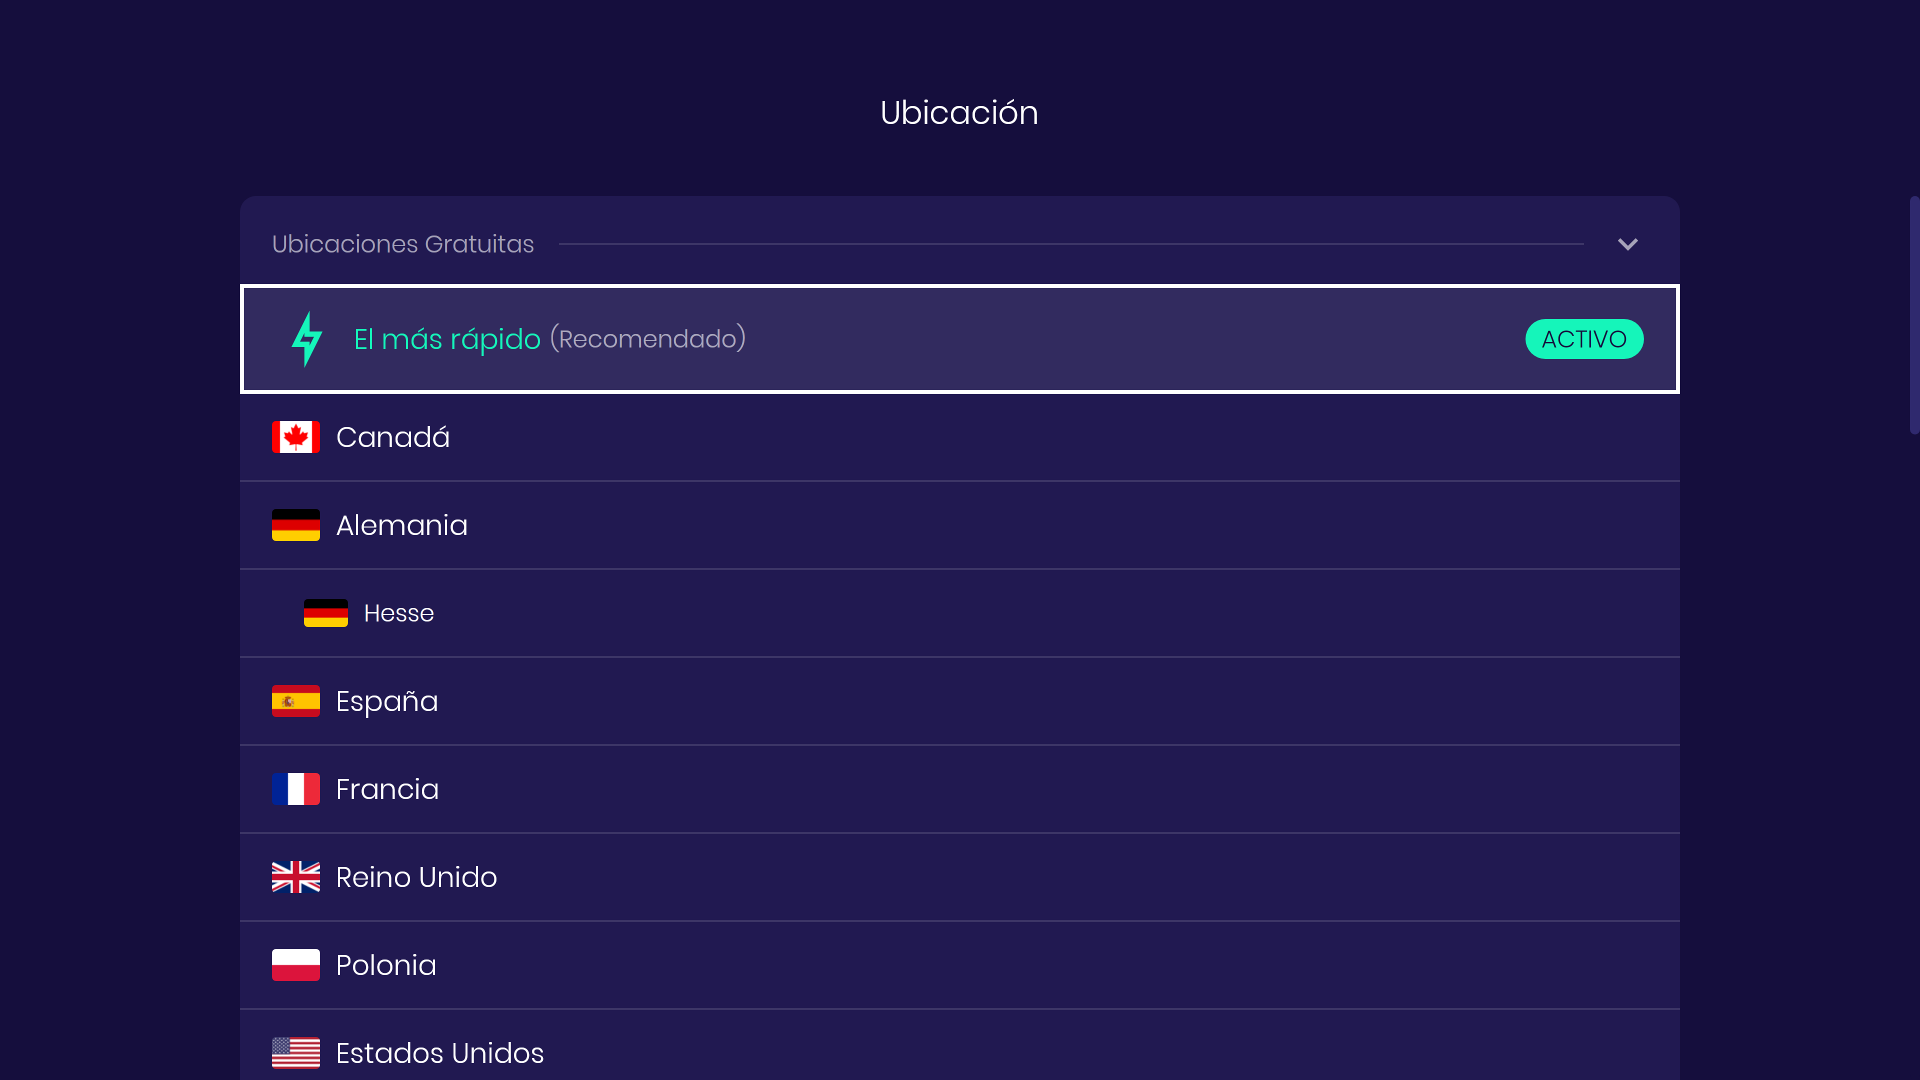 Ubicación
Ubicaciones Gratuitas
El más rápido (Recomendado) ACTIVO
Canadá
Alemania
Hesse
España
Francia
Reino Unido
Polonia
Estados Unidos